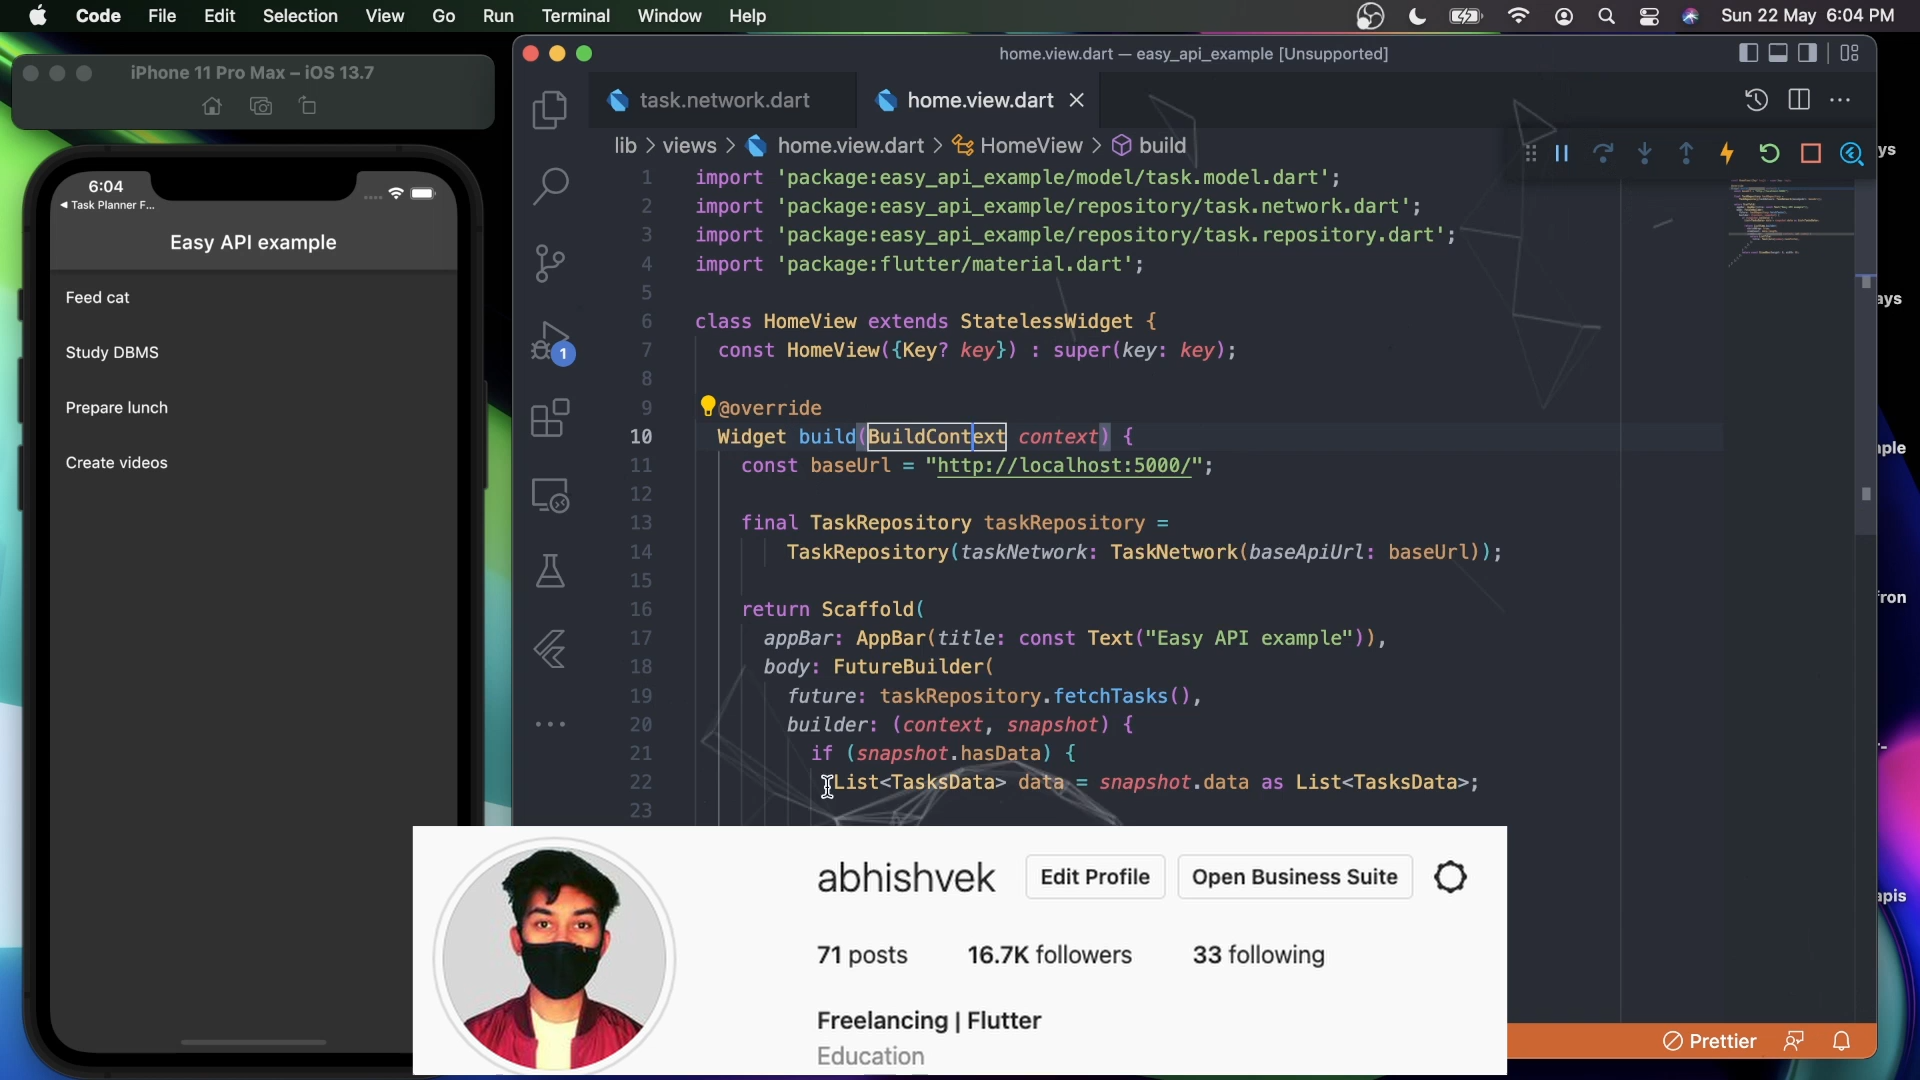 Code File Edit Selection View Go Run Terminal Window Help Sun 22 May 6:04 PM
iPhone 11 Pro Max – iOS 13.7
6:04
◀ Task Planner F...
Easy API example
Feed cat
Study DBMS
Prepare lunch
Create videos
home.view.dart — easy_api_example [Unsupported]
task.network.dart home.view.dart
lib > views > home.view.dart > HomeView > build
1 import 'package:easy_api_example/model/task.model.dart';
2 import 'package:easy_api_example/repository/task.network.dart';
3 import 'package:easy_api_example/repository/task.repository.dart';
4 import 'package:flutter/material.dart';
5
6 class HomeView extends StatelessWidget {
7 const HomeView({Key? key}) : super(key: key);
8
9 @override
10 Widget build(BuildContext context) {
11 const baseUrl = "http://localhost:5000/";
12
13 final TaskRepository taskRepository =
14 TaskRepository(taskNetwork: TaskNetwork(baseApiUrl: baseUrl));
15
16 return Scaffold(
17 appBar: AppBar(title: const Text("Easy API example")),
18 body: FutureBuilder(
19 future: taskRepository.fetchTasks(),
20 builder: (context, snapshot) {
21 if (snapshot.hasData) {
22 List<TasksData> data = snapshot.data as List<TasksData>;
23
1
abhishvek Edit Profile Open Business Suite
71 posts 16.7K followers 33 following
Freelancing | Flutter
Education
Prettier